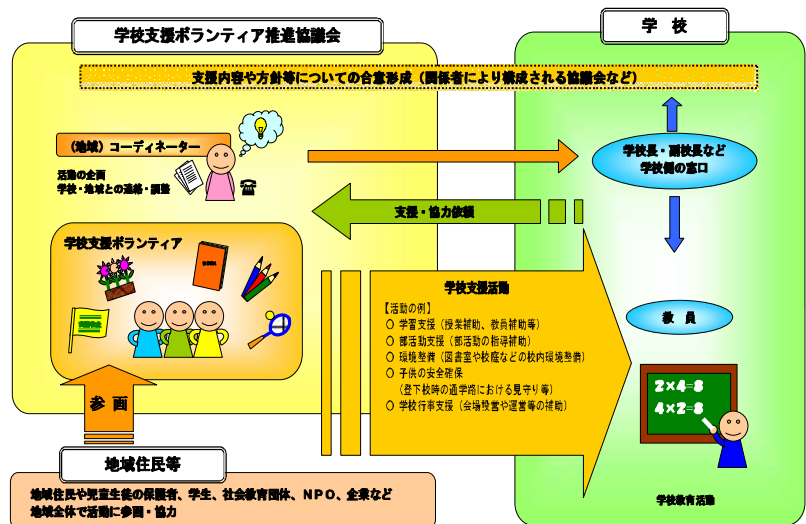 学校支援ボランティア推進協議会
学 校
支援内容や方針等についての合意形成（関係者により構成される協議会など）
（地域）コーディネーター
活動の企画
学校・地域との連絡・調整
学校長・副校長など
学校側の窓口
支援・協力依頼
学校支援ボランティア
BOOK
学校支援活動
【活動の例】
○ 学習支援（授業補助、教員補助等）
○ 部活動支援（部活動の指導補助）
○ 環境整備（図書室や校庭などの校内環境整備）
○ 子供の安全確保
（登下校時の通学路における見守り等）
○ 学校行事支援（会場設営や運営等の補助）
教 員
2×4=8
4×2=8
学校教育活動
参 画
地域住民等
地域住民や児童生徒の保護者、学生、社会教育団体、ＮＰＯ、企業など
地域全体で活動に参画・協力